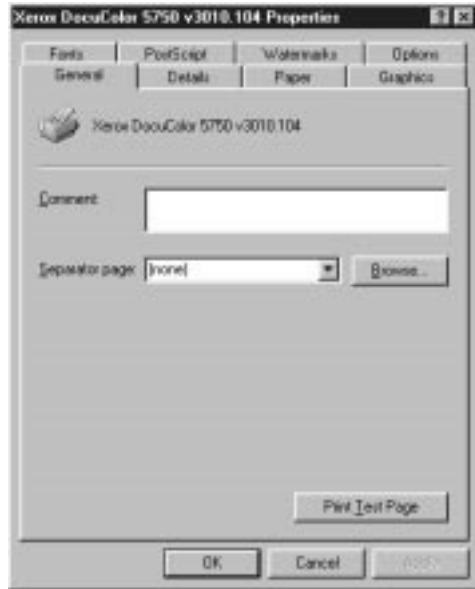 Xerox DocuColor 5750 v3010.104 Properties
Fonts PostScript Watermarks Options
General Details Paper Graphics
Xerox DocuColor 5750 v3010.104
Comment:
Separator page: (none) Browse...
Print Test Page
OK Cancel Apply